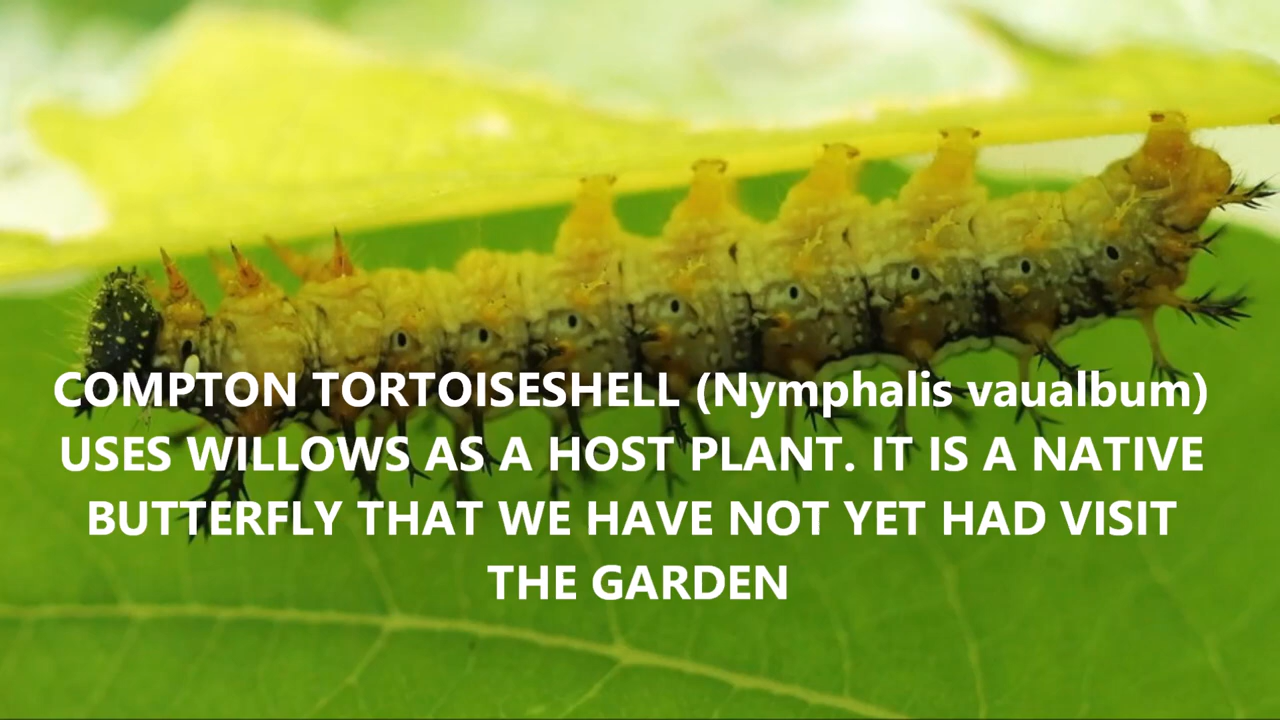 COMPTON TORTOISESHELL (Nymphalis vaualbum)
USES WILLOWS AS A HOST PLANT. IT IS A NATIVE
BUTTERFLY THAT WE HAVE NOT YET HAD VISIT
THE GARDEN